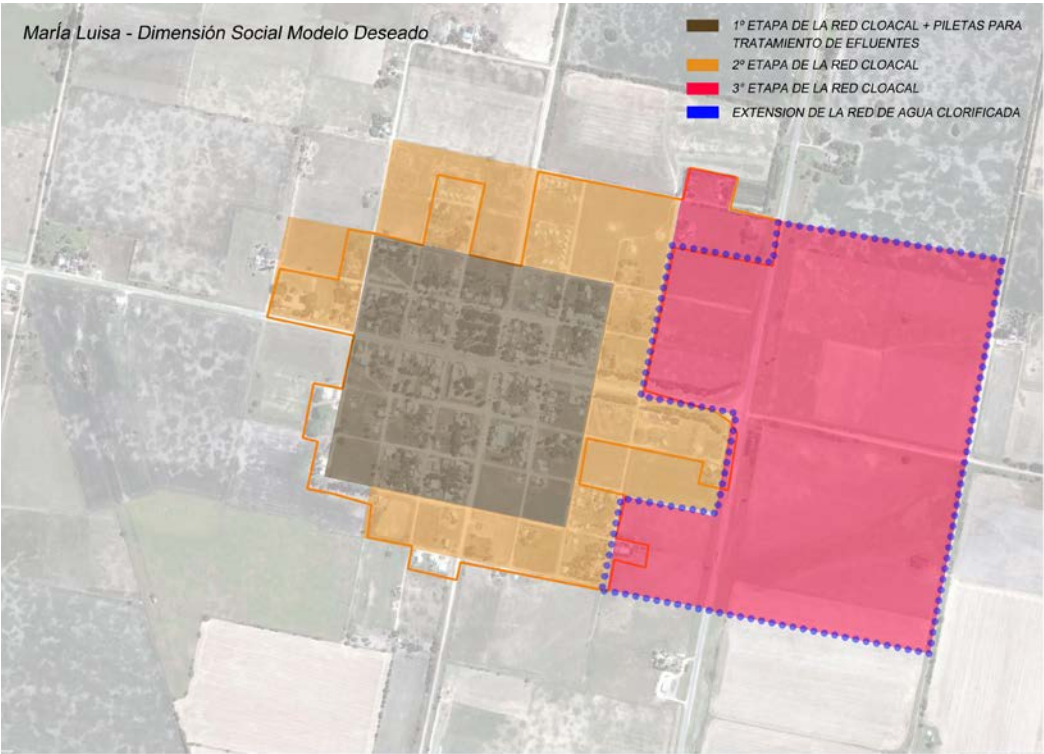 MarÍa Luisa - Dimensión Social Modelo Deseado
1º ETAPA DE LA RED CLOACAL + PILETAS PARA
TRATAMIENTO DE EFLUENTES
2º ETAPA DE LA RED CLOACAL
3° ETAPA DE LA RED CLOACAL
EXTENSION DE LA RED DE AGUA CLORIFICADA